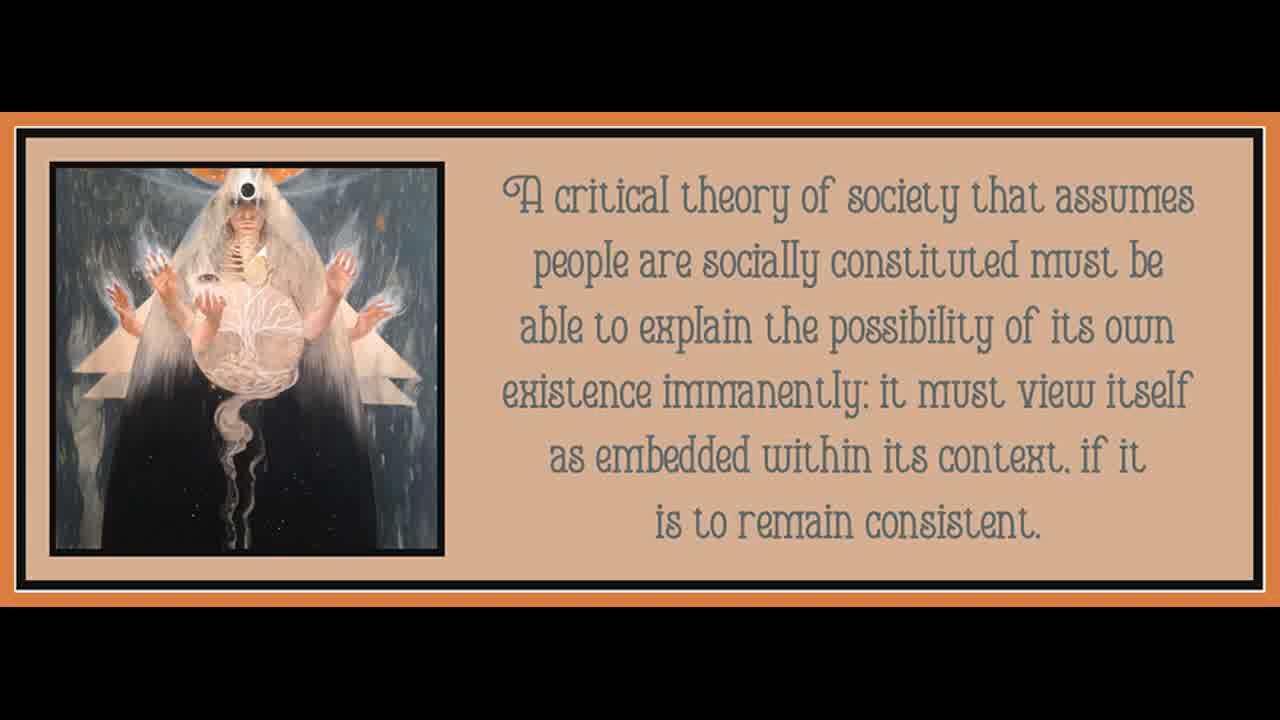 A critical theory of society that assumes
people are socially constituted must be
able to explain the possibility of its own
existence immanently; it must view itself
as embedded within its context, if it
is to remain consistent.